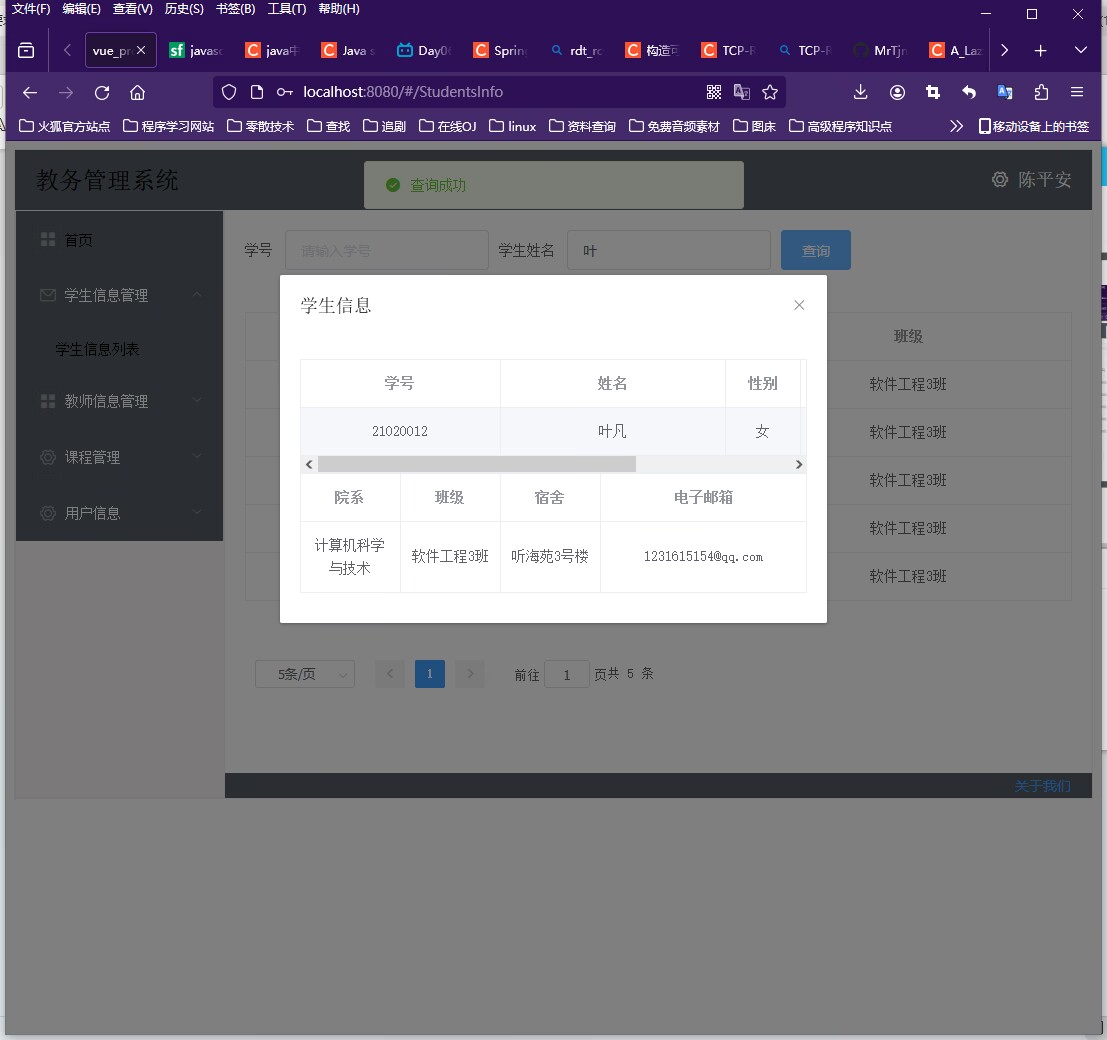 文件(F) 编辑(E) 查看(V) 历史(S) 书签(B) 工具(T) 帮助(H)
vue_pr javasc java中 Java s Day0 Sprin rdt_rc 构造可 TCP-R TCP-R MrTjn A_Laz
localhost:8080/#/StudentsInfo
火狐官方站点 程序学习网站 零散技术 查找 追剧 在线OJ linux 资料查询 免费音频素材 图床 高级程序知识点 移动设备上的书签
教务管理系统 查询成功 陈平安
首页
学生信息管理
学生信息列表
教师信息管理
课程管理
用户信息
学号 请输入学号 学生姓名 叶 查询
班级
软件工程3班
软件工程3班
软件工程3班
软件工程3班
软件工程3班
学生信息
学号 姓名 性别
21020012 叶凡 女
院系 班级 宿舍 电子邮箱
计算机科学与技术 软件工程3班 听海苑3号楼 1231615154@qq.com
5条/页 1 前往 1 页共 5 条
关于我们